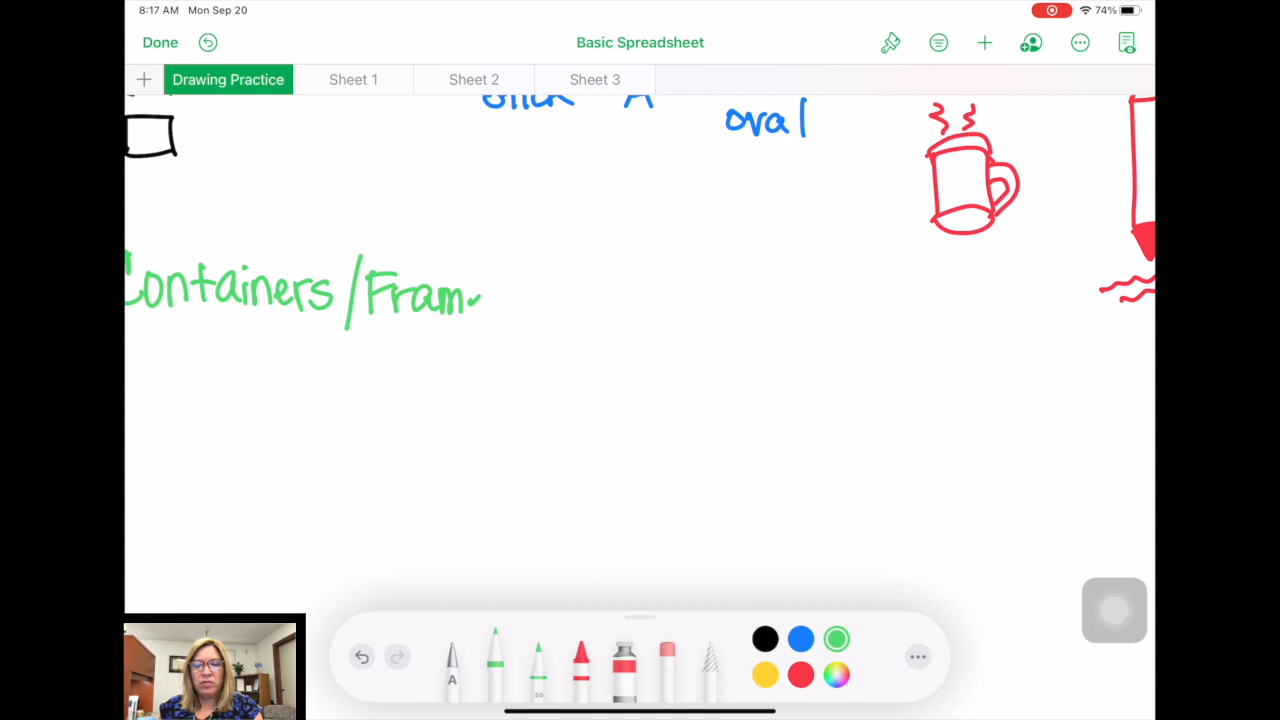 8:17 AM Mon Sep 20 74%
Done Basic Spreadsheet
Drawing Practice Sheet 1 Sheet 2 Sheet 3
A
oval
Containers/Fram
A
50